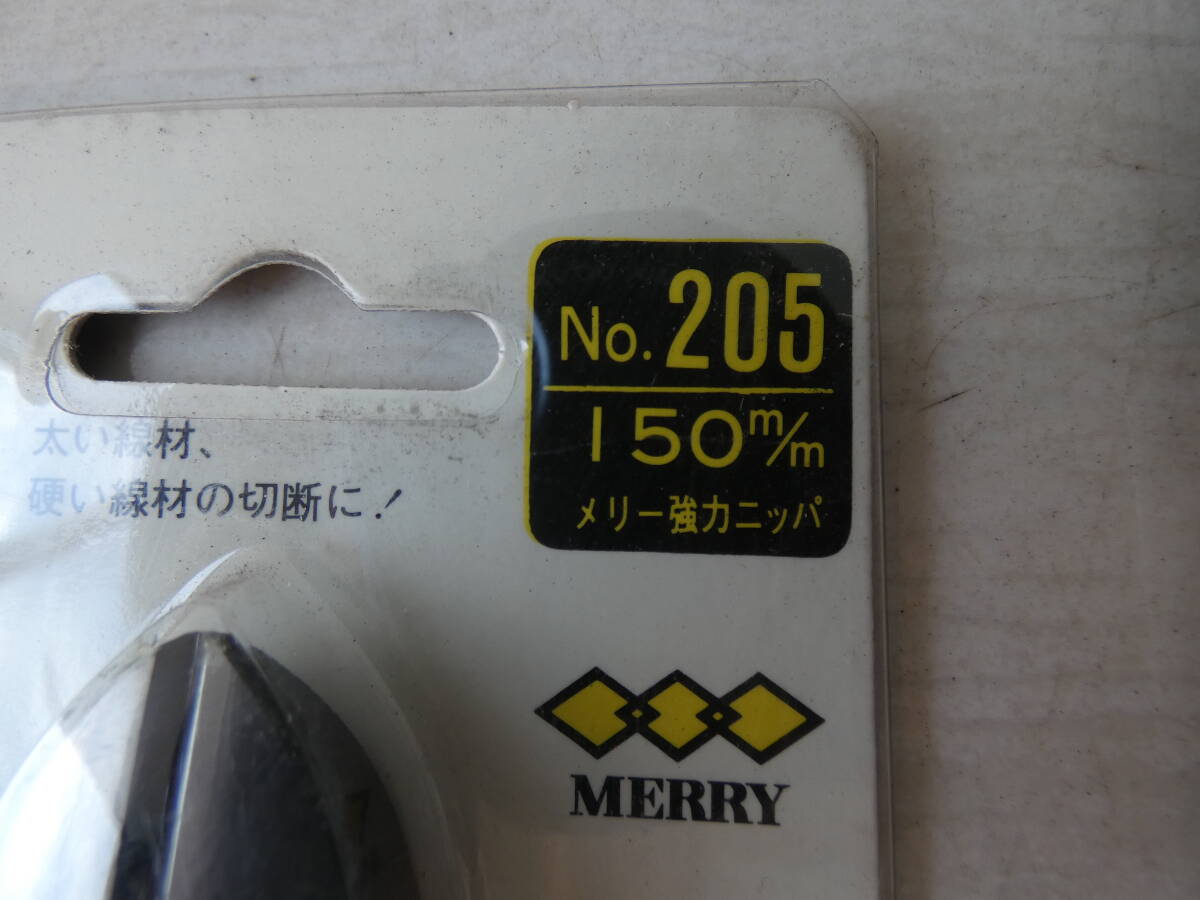 No. 205
150m/m
メリー強力ニッパ
太い線材、
硬い線材の切断に!
MERRY